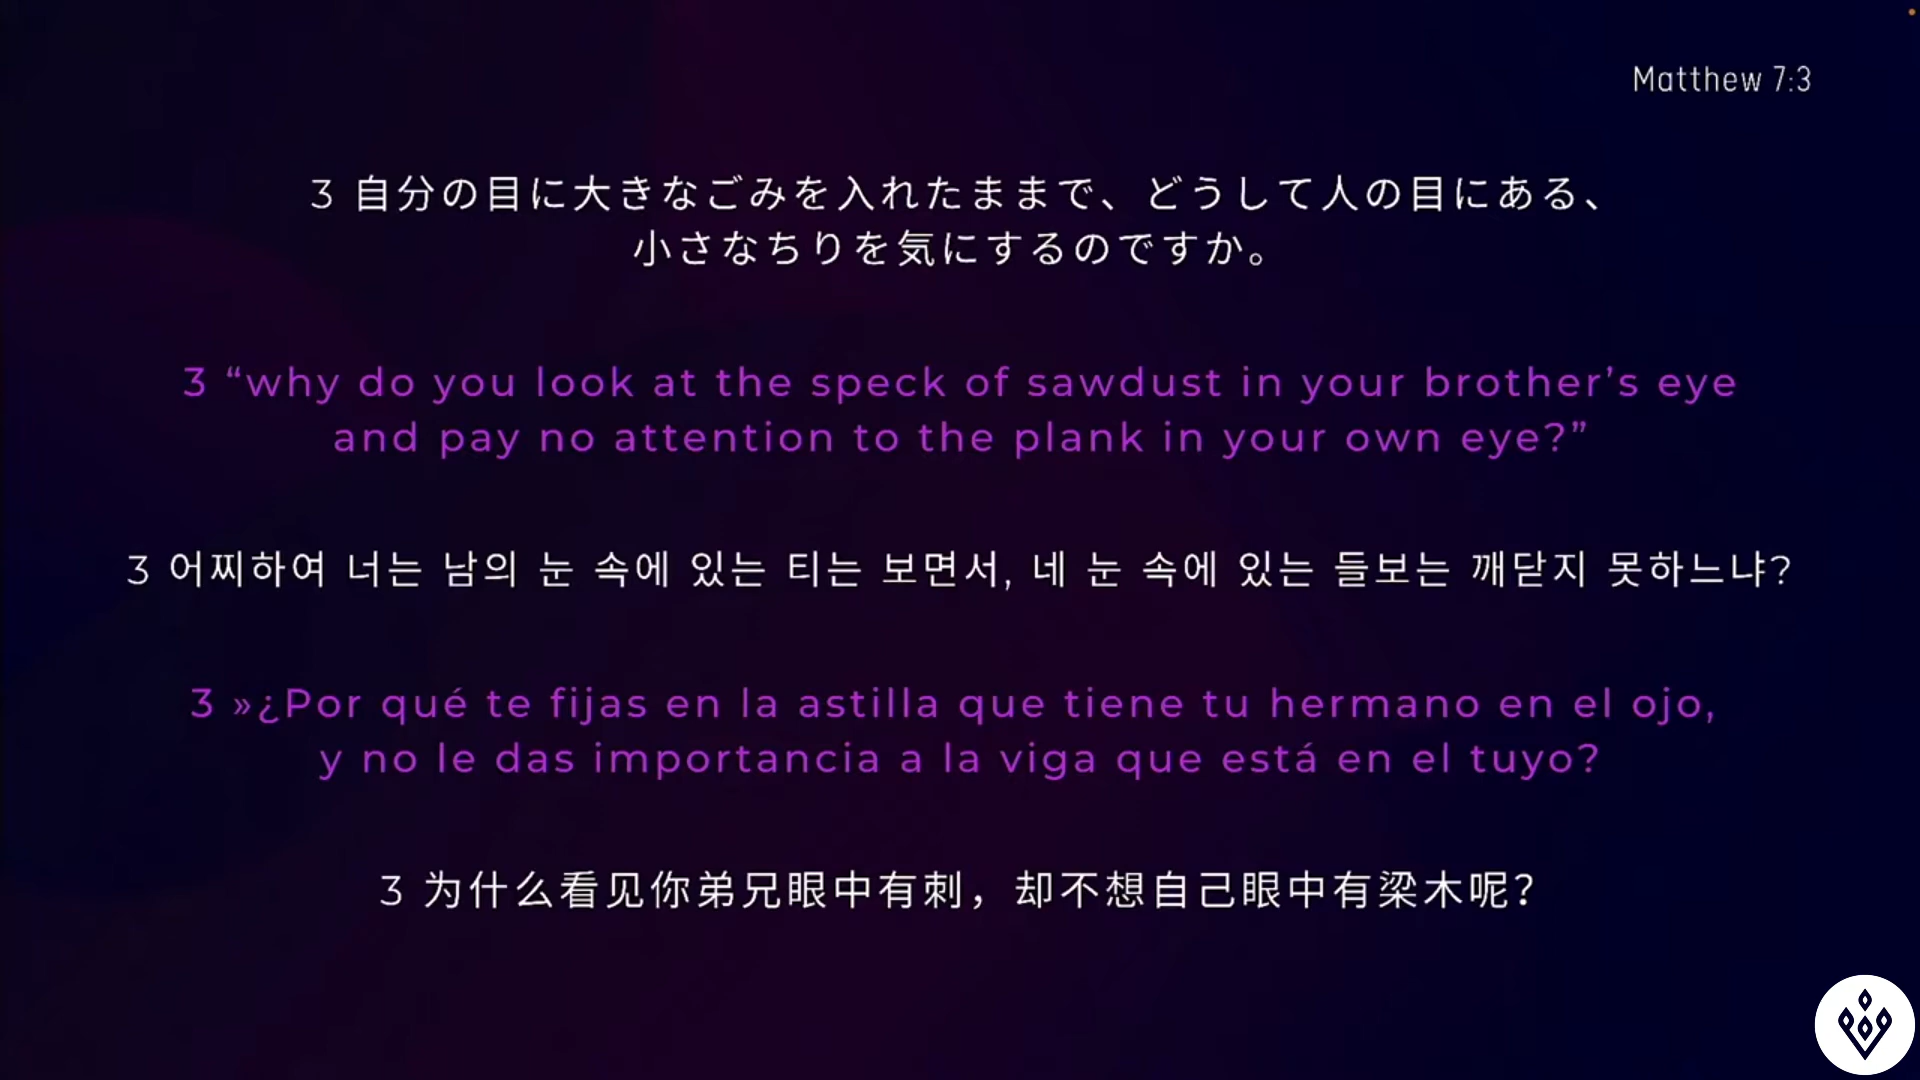 Matthew 7:3
3 自分の目に大きなごみを入れたままで、どうして人の目にある、
小さなちりを気にするのですか。
3 “why do you look at the speck of sawdust in your brother’s eye
and pay no attention to the plank in your own eye?”
3 어찌하여 너는 남의 눈 속에 있는 티는 보면서, 네 눈 속에 있는 들보는 깨닫지 못하느냐?
3 »¿Por qué te fijas en la astilla que tiene tu hermano en el ojo,
y no le das importancia a la viga que está en el tuyo?
3 为什么看见你弟兄眼中有刺，却不想自己眼中有梁木呢？